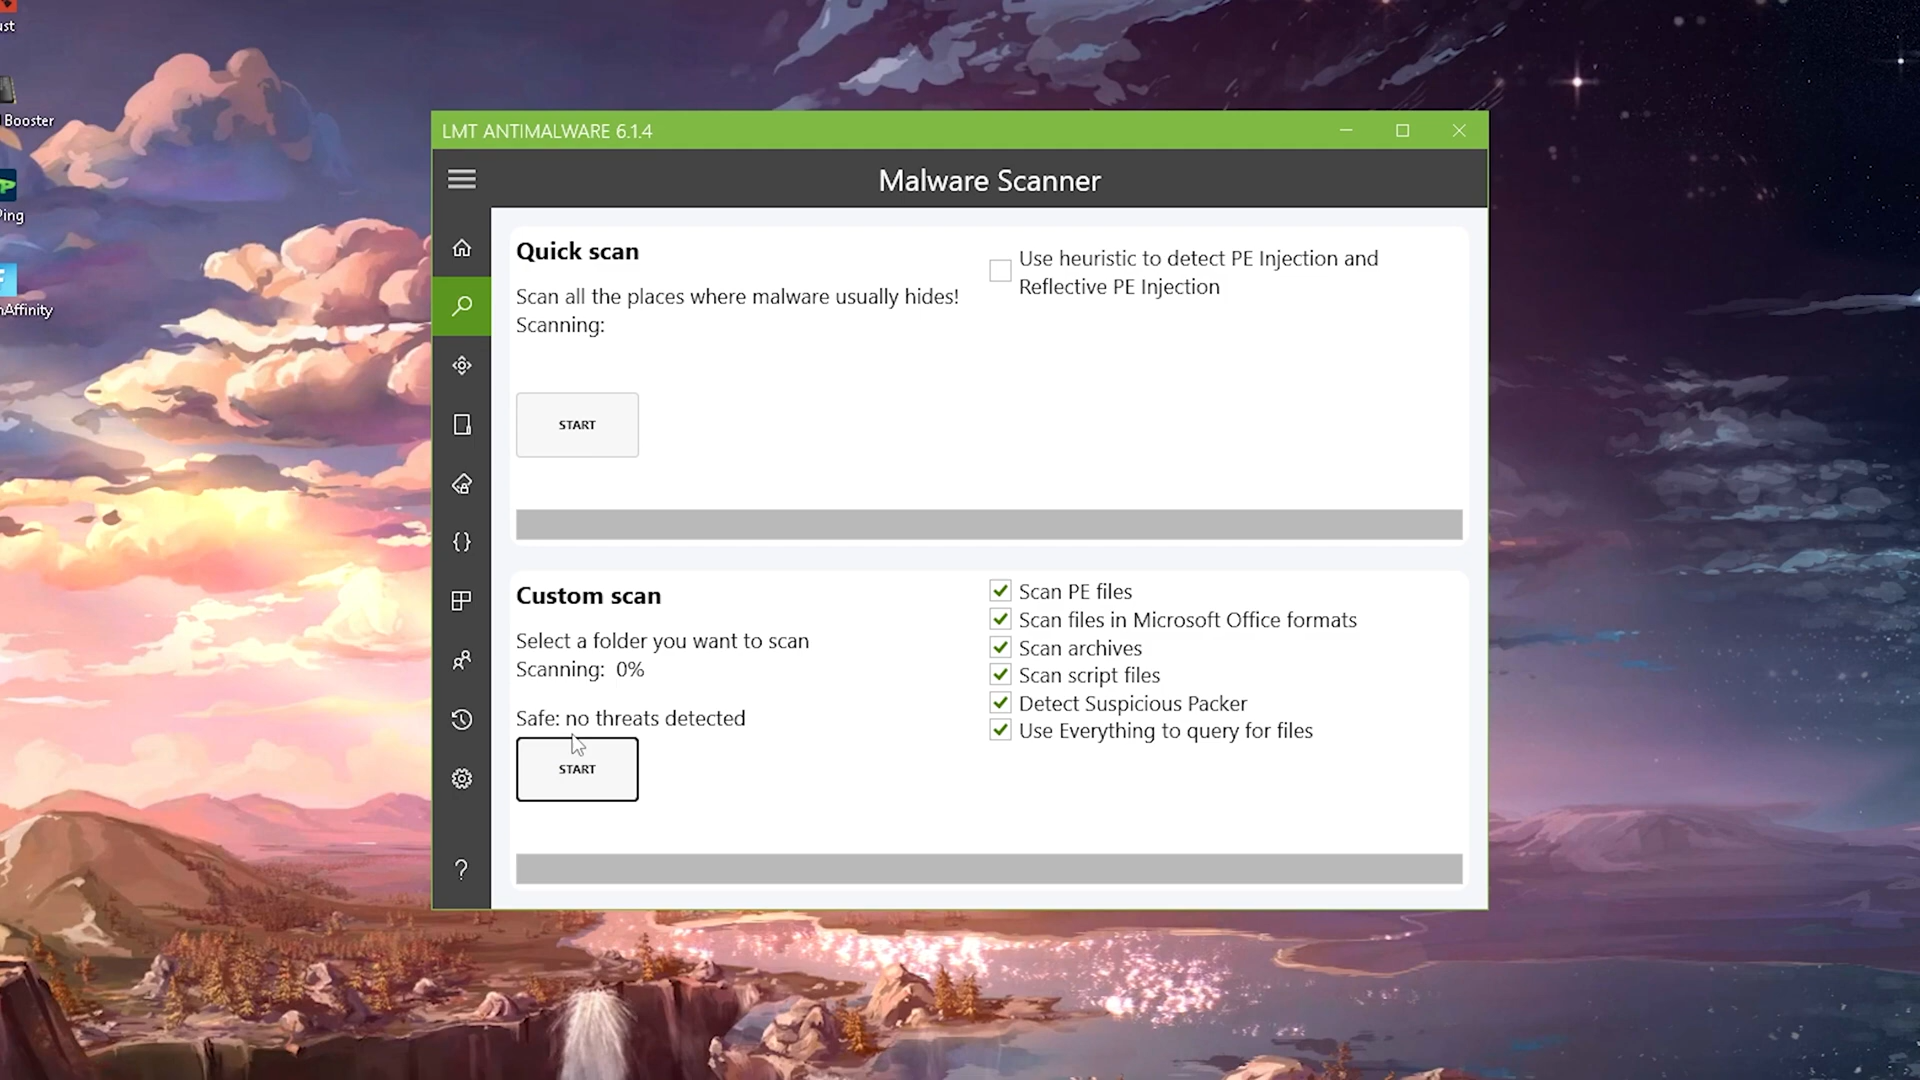 ust
Booster
Ping
nAffinity
LMT ANTIMALWARE 6.1.4
Malware Scanner
Quick scan
Scan all the places where malware usually hides!
Scanning:
START
Use heuristic to detect PE Injection and
Reflective PE Injection
Custom scan
Select a folder you want to scan
Scanning: 0%
Safe: no threats detected
START
Scan PE files
Scan files in Microsoft Office formats
Scan archives
Scan script files
Detect Suspicious Packer
Use Everything to query for files